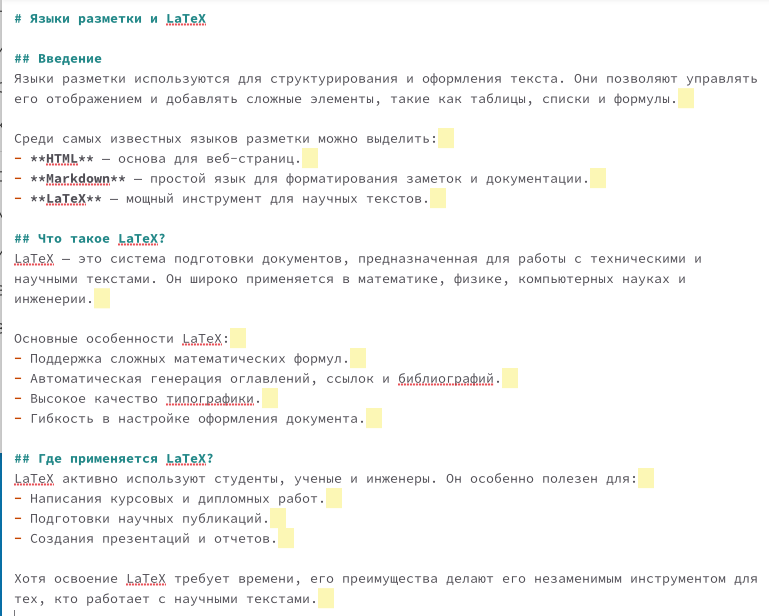 # Языки разметки и LaTeX
## Введение
Языки разметки используются для структурирования и оформления текста. Они позволяют управлять
его отображением и добавлять сложные элементы, такие как таблицы, списки и формулы.
Среди самых известных языков разметки можно выделить:
- **HTML** — основа для веб-страниц.
- **Markdown** — простой язык для форматирования заметок и документации.
- **LaTeX** — мощный инструмент для научных текстов.
## Что такое LaTeX?
LaTeX — это система подготовки документов, предназначенная для работы с техническими и
научными текстами. Он широко применяется в математике, физике, компьютерных науках и
инженерии.
Основные особенности LaTeX:
- Поддержка сложных математических формул.
- Автоматическая генерация оглавлений, ссылок и библиографий.
- Высокое качество типографики.
- Гибкость в настройке оформления документа.
## Где применяется LaTeX?
LaTeX активно используют студенты, ученые и инженеры. Он особенно полезен для:
- Написания курсовых и дипломных работ.
- Подготовки научных публикаций.
- Создания презентаций и отчетов.
Хотя освоение LaTeX требует времени, его преимущества делают его незаменимым инструментом для
тех, кто работает с научными текстами.